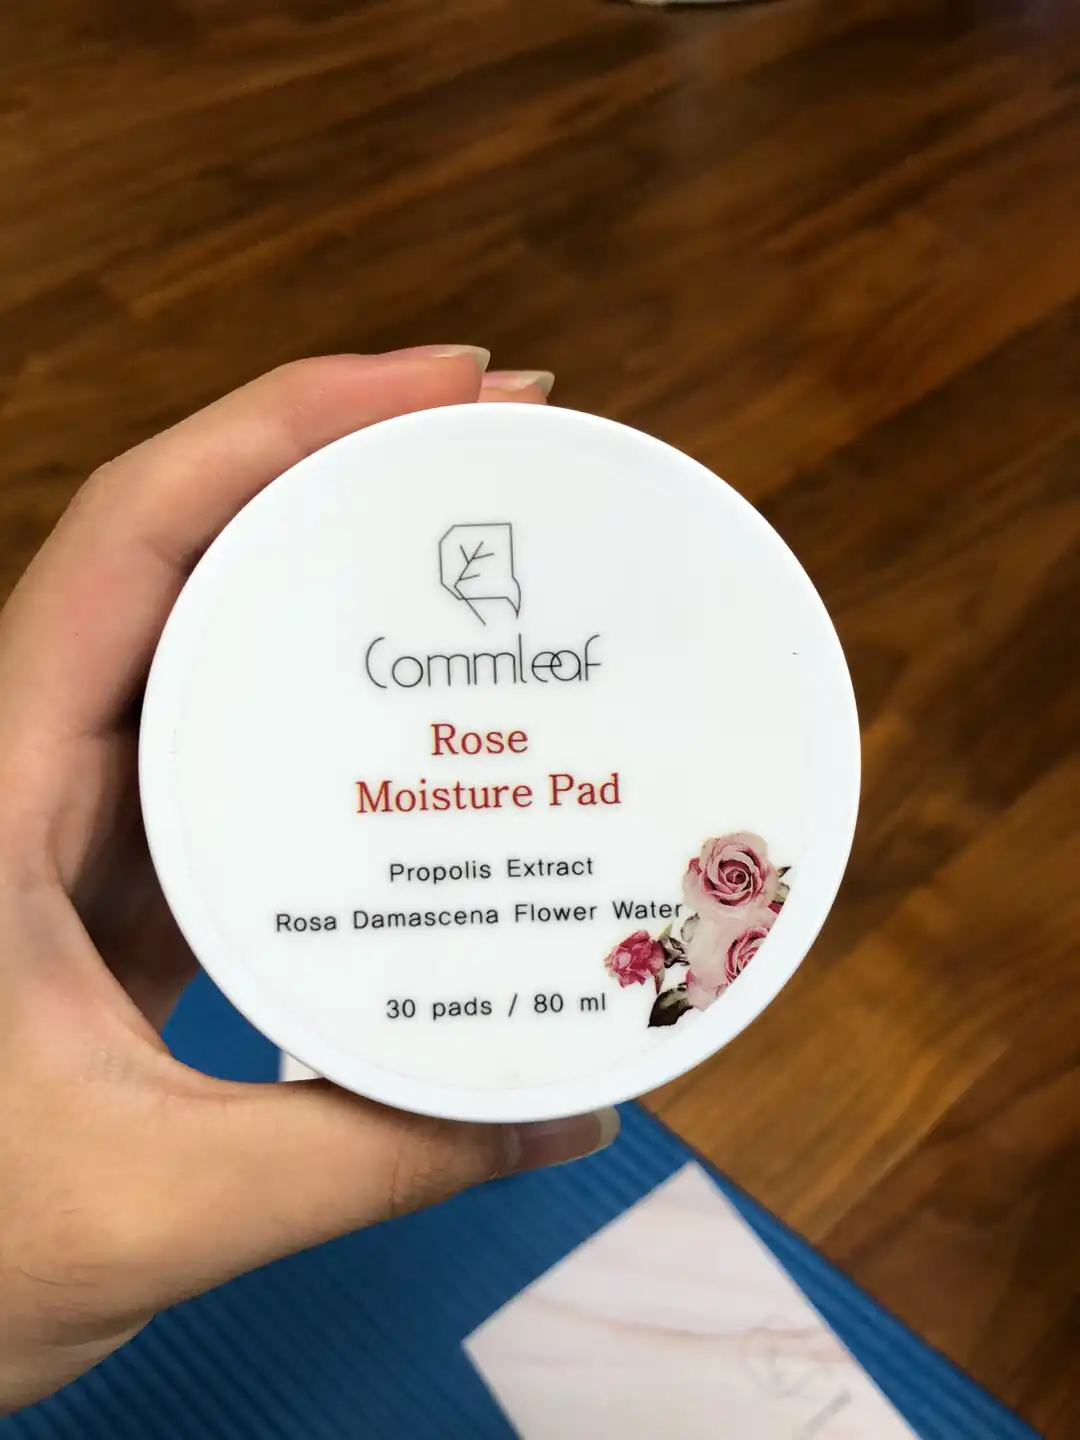 Commleaf
Rose
Moisture Pad
Propolis Extract
Rosa Damascena Flower Water
30 pads / 80 ml